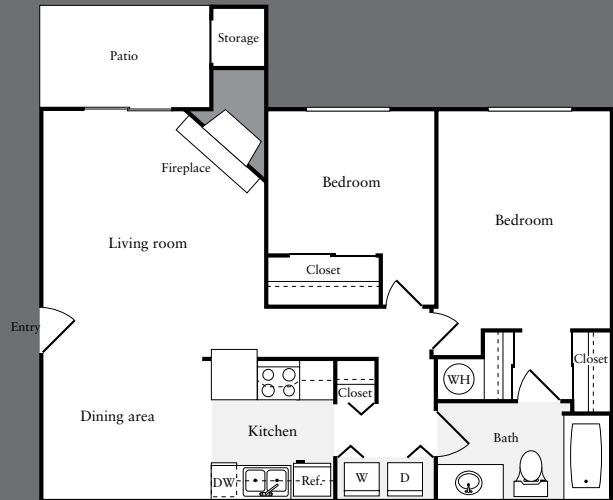 Storage
Patio
Fireplace
Bedroom
Bedroom
Living room
Closet
Entry
Closet
WH
Closet
Dining area
Kitchen
Bath
DW
Ref.
W
D